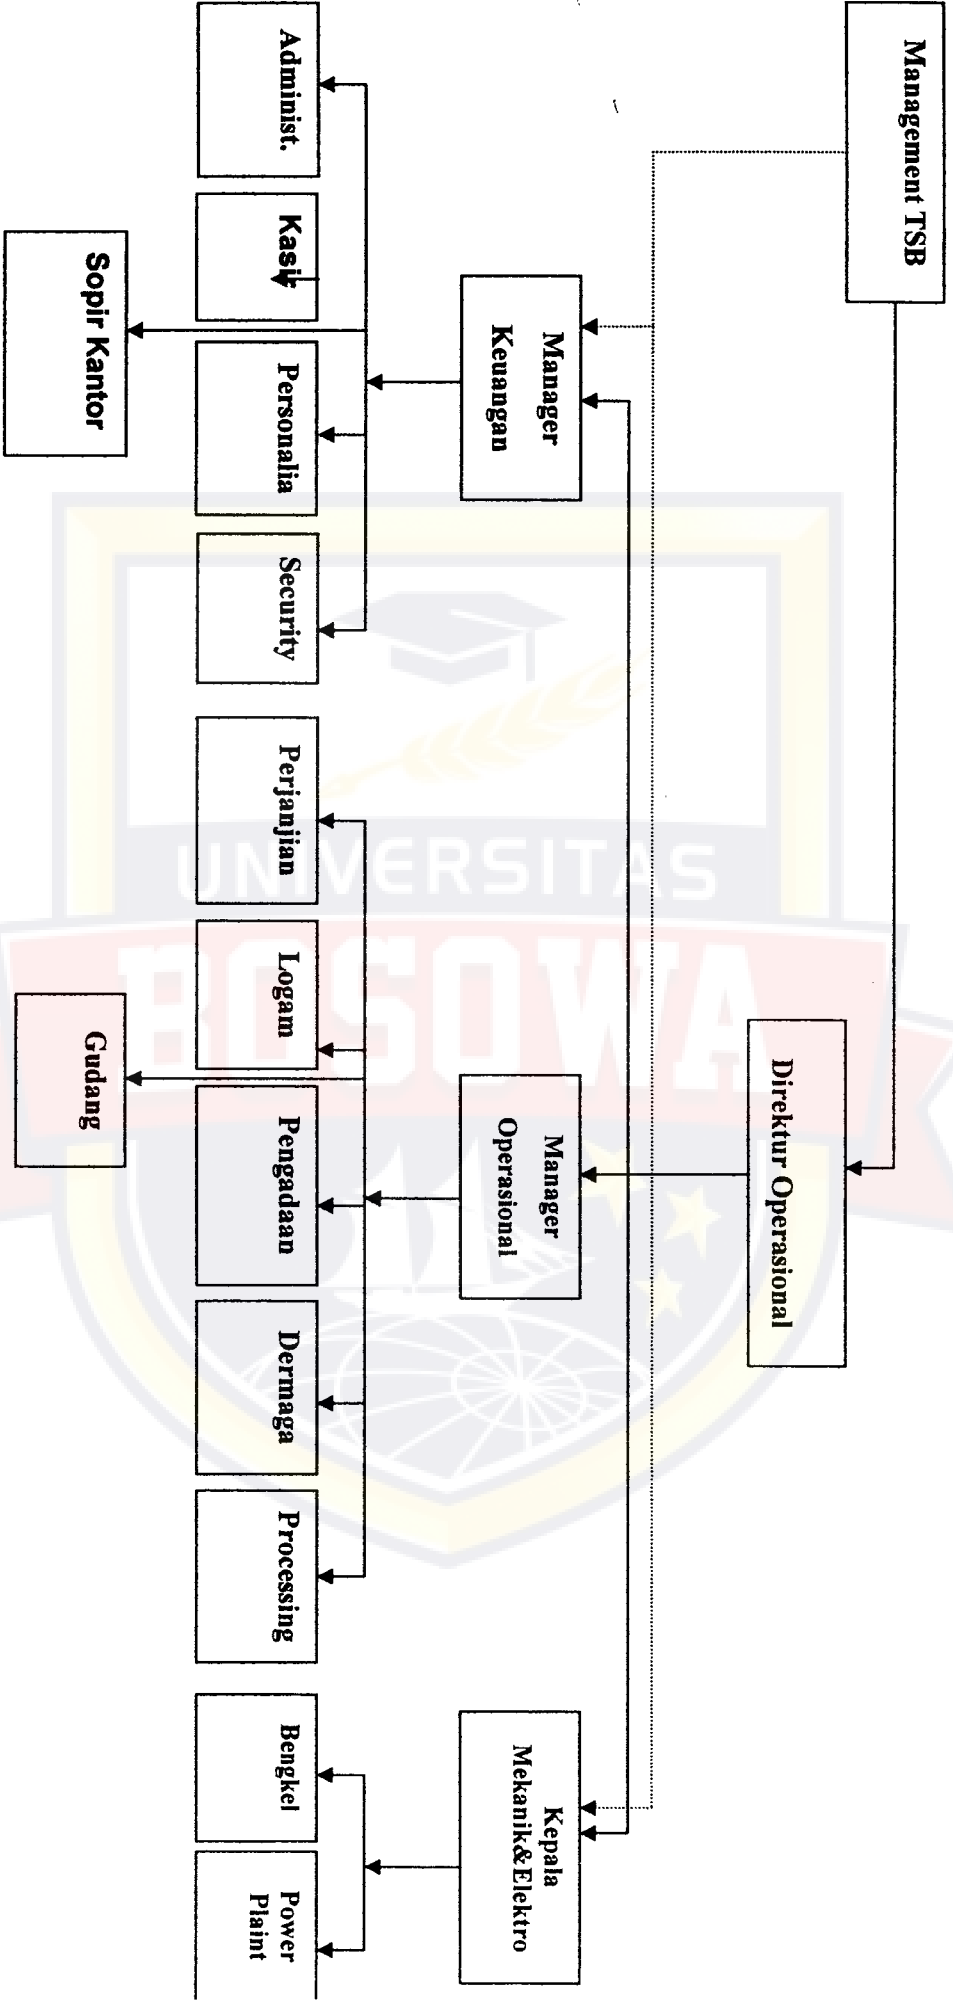 Management TSB
Direktur Operasional
Manager
Keuangan
Manager
Operasional
Kepala
Mekanik&Elektro
Administ.
Kasir
Personalia
Security
Perjanjian
Logam
Pengadaan
Dermaga
Processing
Bengkel
Power
Plaint
Sopir Kantor
Gudang
UNIVERSITAS
BOSOWA